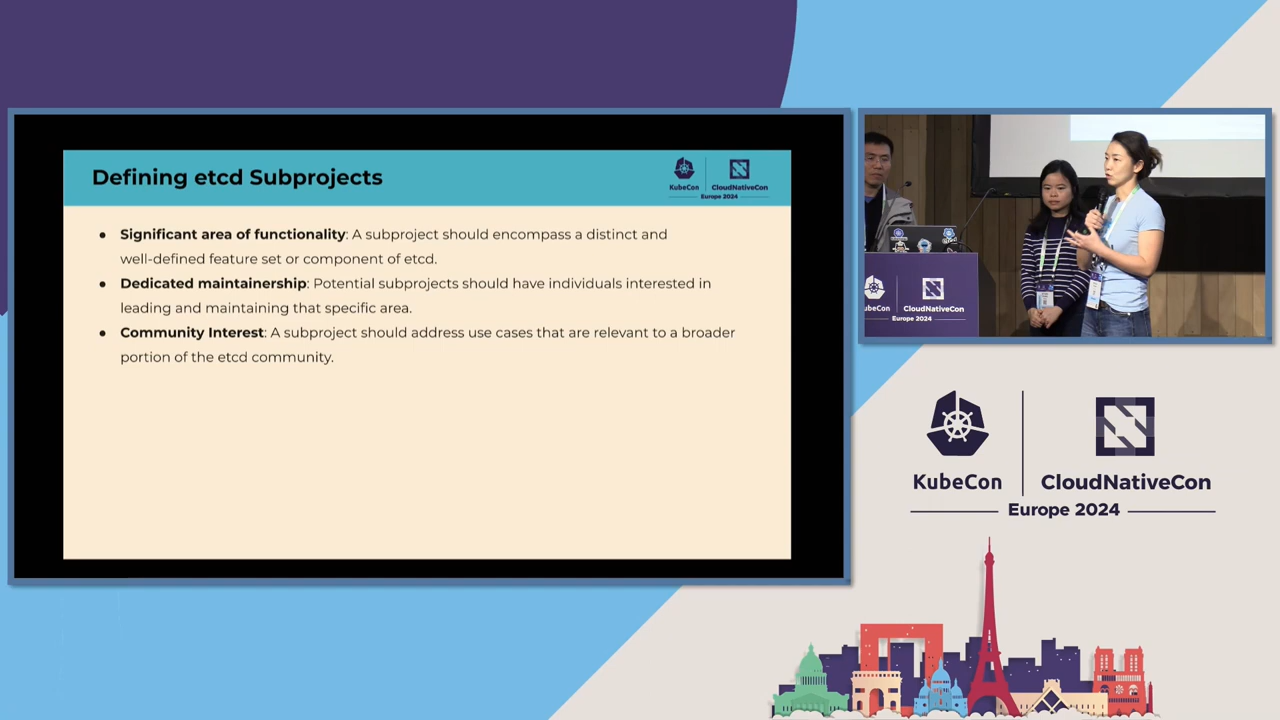 Defining etcd Subprojects
KubeCon
CloudNativeCon
Europe 2024
● Significant area of functionality: A subproject should encompass a distinct and
well-defined feature set or component of etcd.
● Dedicated maintainership: Potential subprojects should have individuals interested in
leading and maintaining that specific area.
● Community Interest: A subproject should address use cases that are relevant to a broader
portion of the etcd community.
CloudNativeCon
Europe 2024
KubeCon
CloudNativeCon
Europe 2024